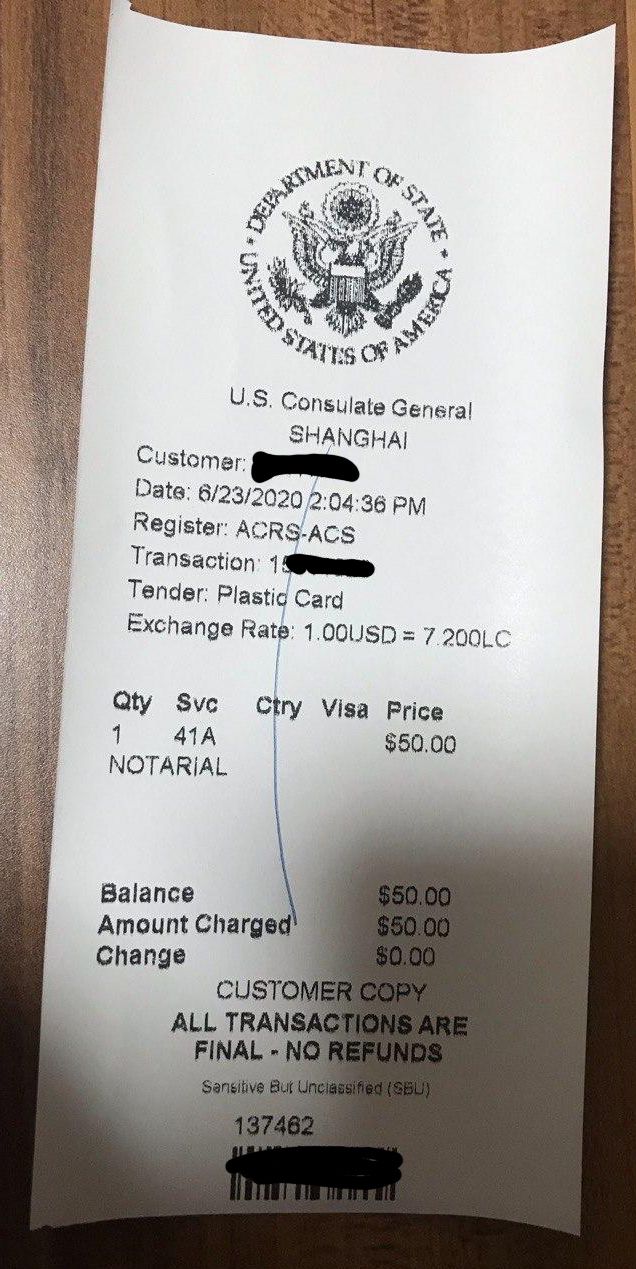 DEPARTMENT OF STATE
UNITED STATES OF AMERICA
U.S. Consulate General
SHANGHAI
Customer:
Date: 6/23/2020 2:04:36 PM
Register: ACRS-ACS
Transaction: 15
Tender: Plastic Card
Exchange Rate: 1.00USD = 7.200LC
Qty Svc Ctry Visa Price
1 41A $50.00
NOTARIAL
Balance $50.00
Amount Charged $50.00
Change $0.00
CUSTOMER COPY
ALL TRANSACTIONS ARE
FINAL - NO REFUNDS
Sensitive But Unclassified (SBU)
137462